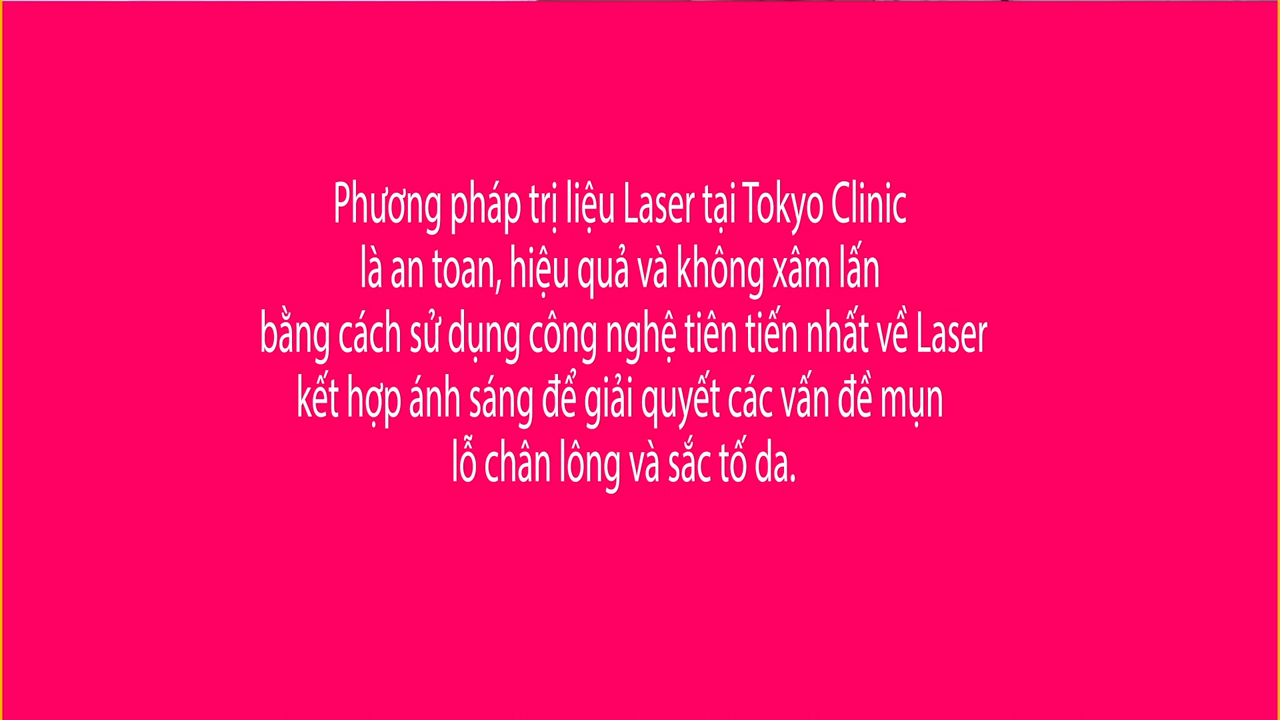 Phương pháp trị liệu Laser tại Tokyo Clinic
là an toan, hiệu quả và không xâm lấn
bằng cách sử dụng công nghệ tiên tiến nhất về Laser
kết hợp ánh sáng để giải quyết các vấn đề mụn
lỗ chân lông và sắc tố da.